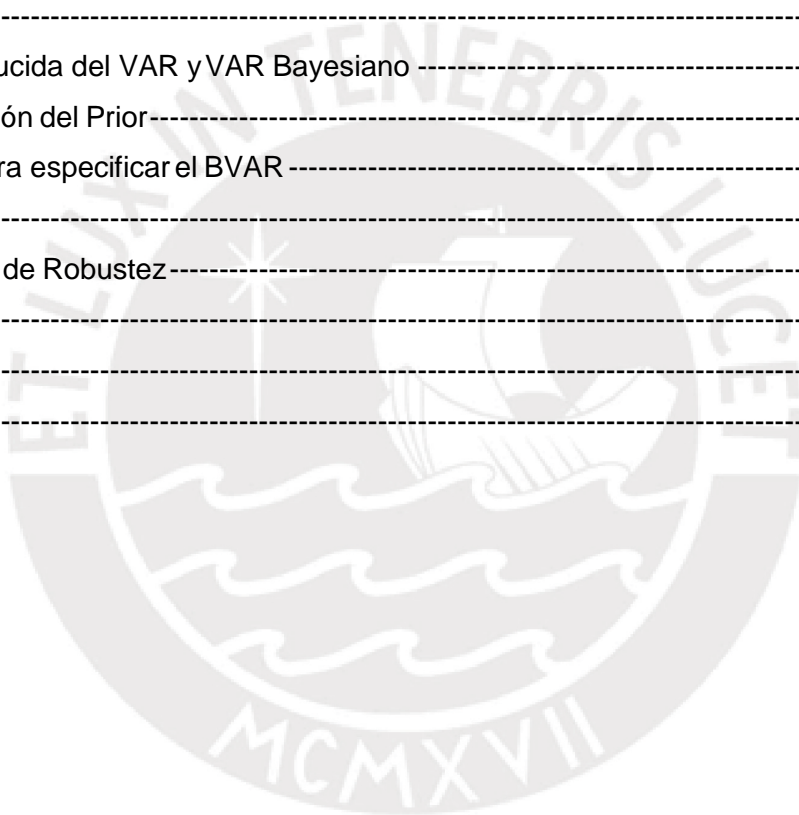 ucida del VAR y VAR Bayesiano
ón del Prior
ra especificar el BVAR
de Robustez
ET LUX IN TENEBRIS LUCET
MCMXVII